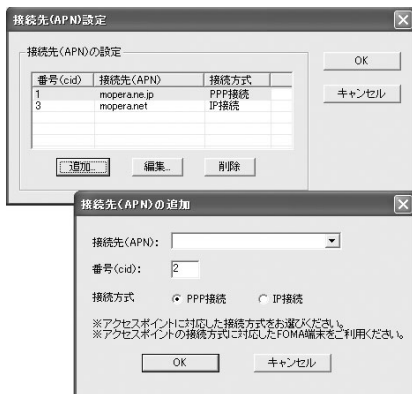 接続先(APN)設定
接続先(APN)の設定
番号(cid) 接続先(APN) 接続方式
1 mopera.ne.jp PPP接続
3 mopera.net IP接続
追加... 編集... 削除
OK
キャンセル
接続先(APN)の追加
接続先(APN):
番号(cid): 2
接続方式 PPP接続 IP接続
※アクセスポイントに対応した接続方式をお選びください。
※アクセスポイントの接続方式に対応したFOMA端末をご利用ください。
OK キャンセル